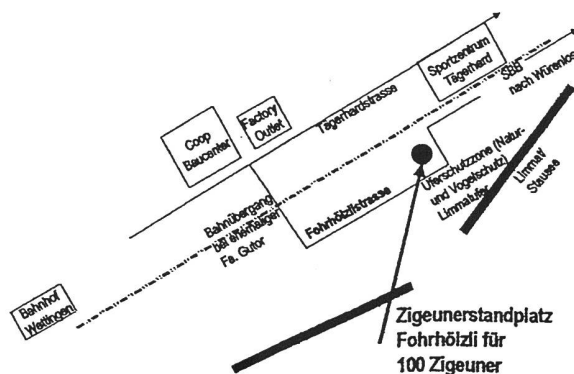 Sportzentrum
Tägerhard
SBB
nach Würenlos
Factory
Outlet
Tägerhardstrasse
Coop
Baucenter
Limmat/
Stausee
Uferschutzzone (Natur-
und Vogelschutz)
Limmatufer
Bahnübergang
bei ehemaliger
Fa. Gutor
Fohrhölzlistrasse
Bahnhof
Wettingen
Zigeunerstandplatz
Fohrhölzli für
100 Zigeuner